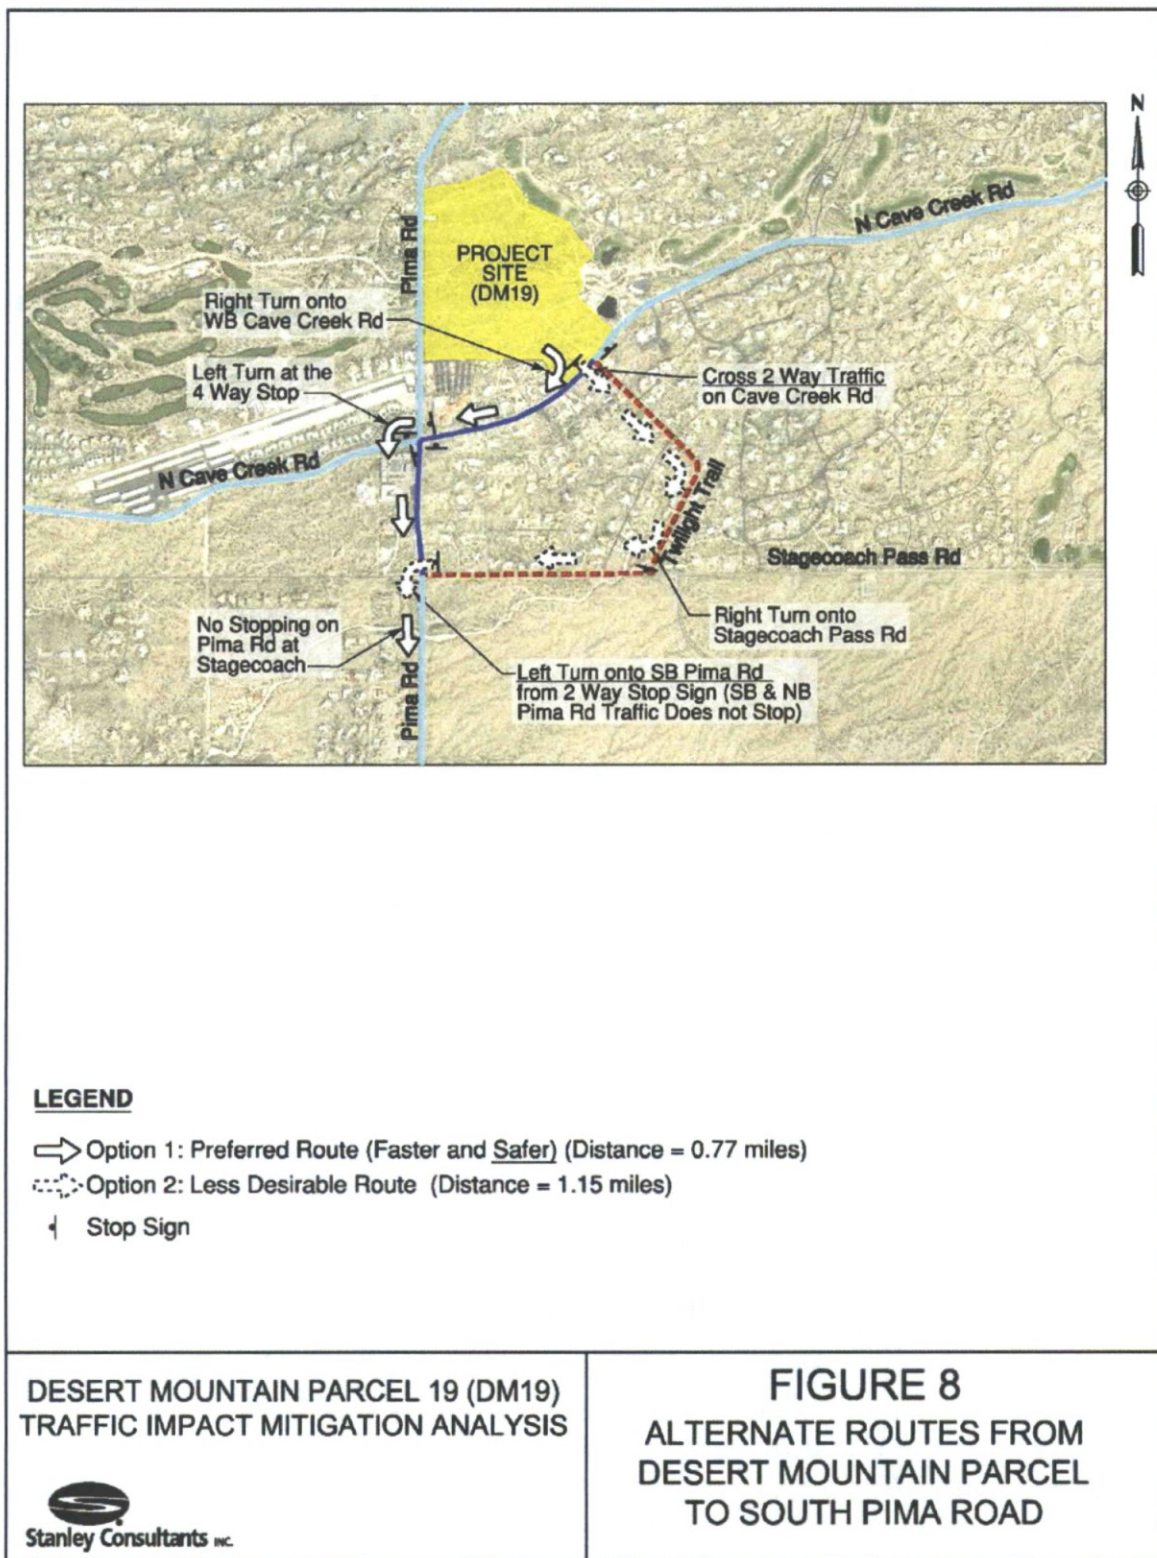 N
N Cave Creek Rd
Pima Rd
PROJECT
SITE
(DM19)
Right Turn onto
WB Cave Creek Rd
Left Turn at the
4 Way Stop
Cross 2 Way Traffic
on Cave Creek Rd
N Cave Creek Rd
Twilight Trail
Stagecoach Pass Rd
Right Turn onto
Stagecoach Pass Rd
No Stopping on
Pima Rd at
Stagecoach
Pima Rd
Left Turn onto SB Pima Rd
from 2 Way Stop Sign (SB & NB
Pima Rd Traffic Does not Stop)
LEGEND
Option 1: Preferred Route (Faster and Safer) (Distance = 0.77 miles)
Option 2: Less Desirable Route (Distance = 1.15 miles)
Stop Sign
DESERT MOUNTAIN PARCEL 19 (DM19)
TRAFFIC IMPACT MITIGATION ANALYSIS
Stanley Consultants INC.
FIGURE 8
ALTERNATE ROUTES FROM
DESERT MOUNTAIN PARCEL
TO SOUTH PIMA ROAD